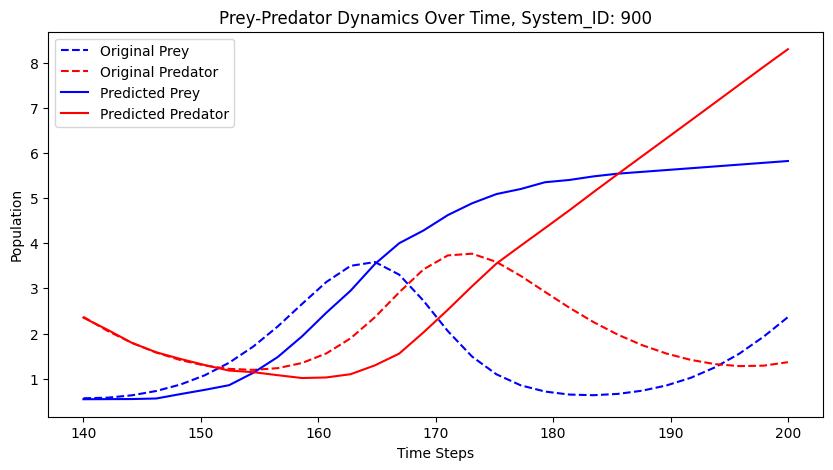 Prey-Predator Dynamics Over Time, System_ID: 900
Original Prey
Original Predator
Predicted Prey
Predicted Predator
8
7
6
5
4
3
2
1
Population
140 150 160 170 180 190 200
Time Steps